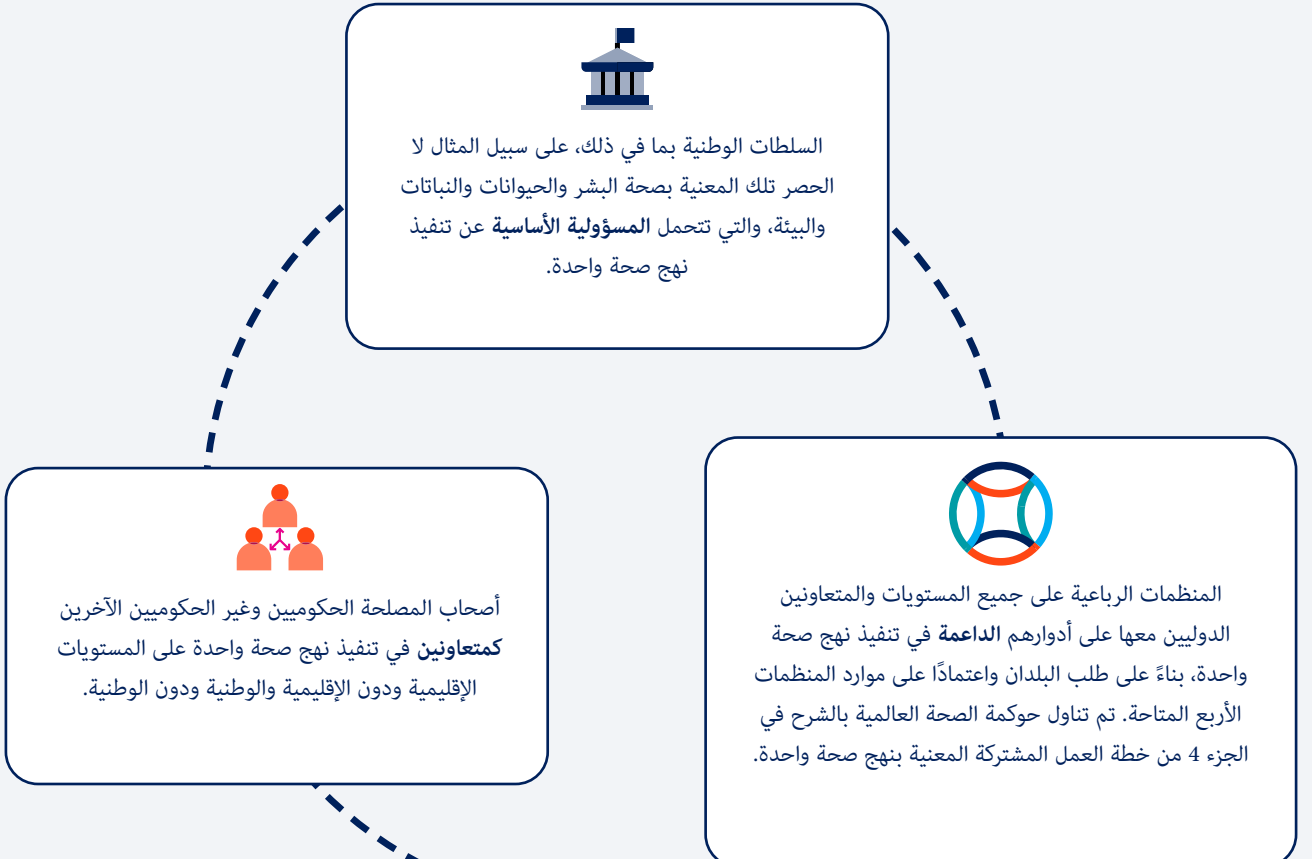 السلطات الوطنية بما في ذلك، على سبيل المثال لا
الحصر تلك المعنية بصحة البشر والحيوانات والنباتات
والبيئة، والتي تتحمل المسؤولية الأساسية عن تنفيذ
نهج صحة واحدة.
المنظمات الرباعية على جميع المستويات والمتعاونين
الدوليين معها على أدوارهم الداعمة في تنفيذ نهج صحة
واحدة، بناءً على طلب البلدان واعتمادًا على موارد المنظمات
الأربع المتاحة. تم تناول حوكمة الصحة العالمية بالشرح في
الجزء 4 من خطة العمل المشتركة المعنية بنهج صحة واحدة.
أصحاب المصلحة الحكوميين وغير الحكوميين الآخرين
كمتعاونين في تنفيذ نهج صحة واحدة على المستويات
الإقليمية ودون الإقليمية والوطنية ودون الوطنية.